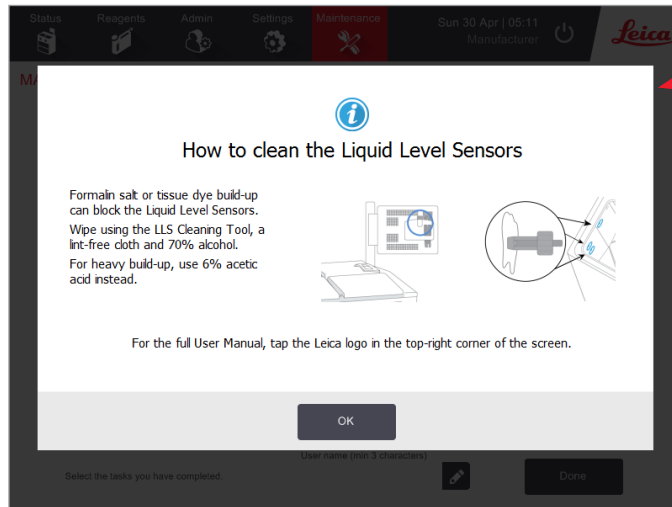 Status Reagents Admin Settings Maintenance Sun 30 Apr | 05:11
Manufacturer
Leica
MA
How to clean the Liquid Level Sensors
Formalin salt or tissue dye build-up
can block the Liquid Level Sensors.
Wipe using the LLS Cleaning Tool, a
lint-free cloth and 70% alcohol.
For heavy build-up, use 6% acetic
acid instead.
For the full User Manual, tap the Leica logo in the top-right corner of the screen.
OK
User name (min 3 characters)
Select the tasks you have completed.
Done